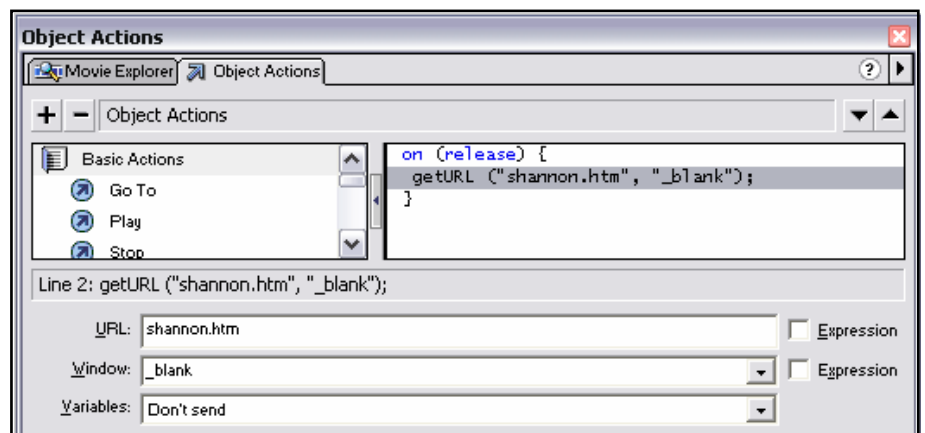 Object Actions
Movie Explorer Object Actions ?
+ − Object Actions
Basic Actions
Go To
Play
Stop
on (release) {
getURL ("shannon.htm", "_blank");
}
Line 2: getURL ("shannon.htm", "_blank");
URL: shannon.htm Expression
Window: _blank Expression
Variables: Don't send